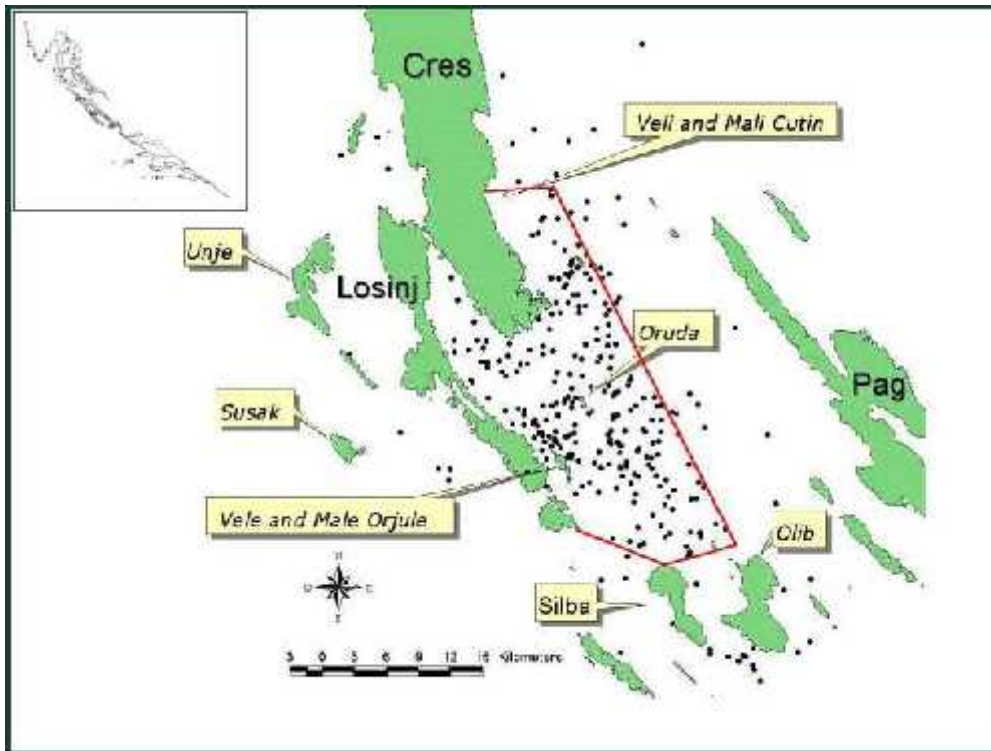 Cres
Veli and Mali Cutin
Unje
Losinj
Oruda
Pag
Susak
Vele and Male Orjule
Olib
Silba
Kilometers